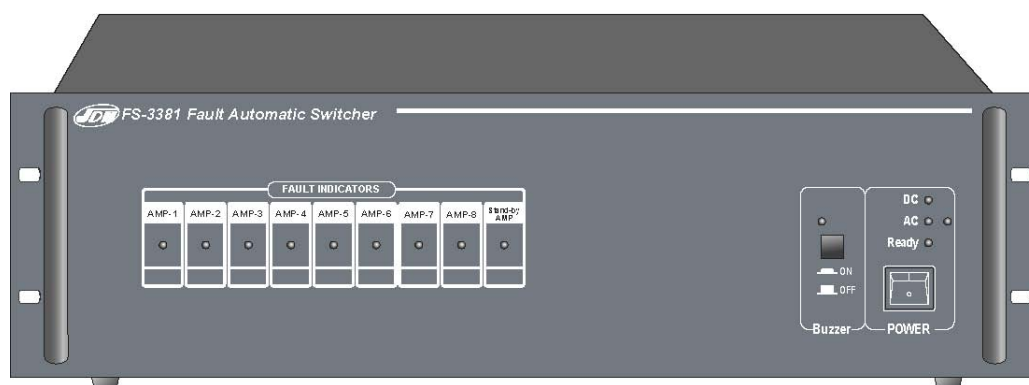 JDM FS-3381 Fault Automatic Switcher
FAULT INDICATORS
AMP-1 AMP-2 AMP-3 AMP-4 AMP-5 AMP-6 AMP-7 AMP-8 Stand-by
AMP
DC
AC
Ready
ON
OFF
Buzzer
POWER